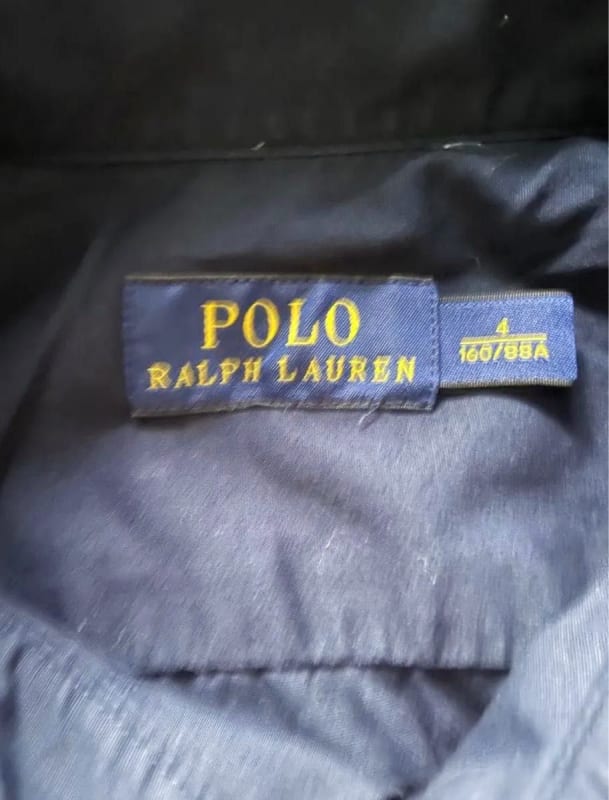 POLO
RALPH LAUREN
4
160/88A